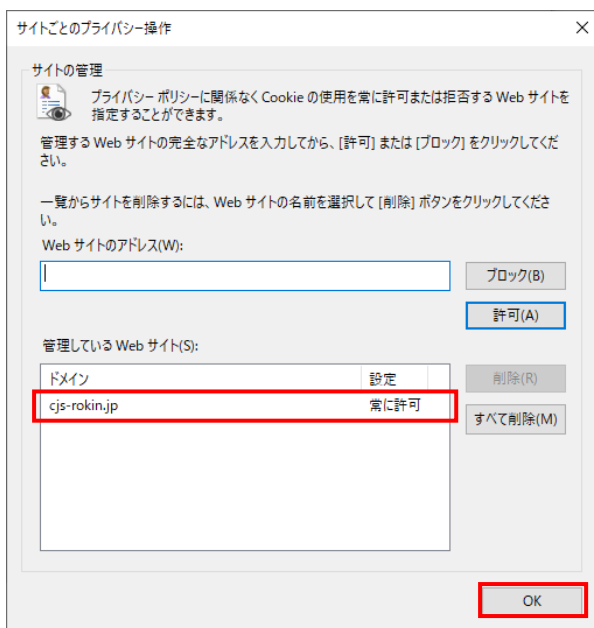 サイトごとのプライバシー操作
サイトの管理
プライバシー ポリシーに関係なく Cookie の使用を常に許可または拒否する Web サイトを
指定することができます。
管理する Web サイトの完全なアドレスを入力してから、[許可] または [ブロック] をクリックしてくだ
さい。
一覧からサイトを削除するには、Web サイトの名前を選択して [削除] ボタンをクリックしてくださ
い。
Web サイトのアドレス(W):
ブロック(B)
許可(A)
管理している Web サイト(S):
ドメイン 設定
削除(R)
cjs-rokin.jp 常に許可
すべて削除(M)
OK